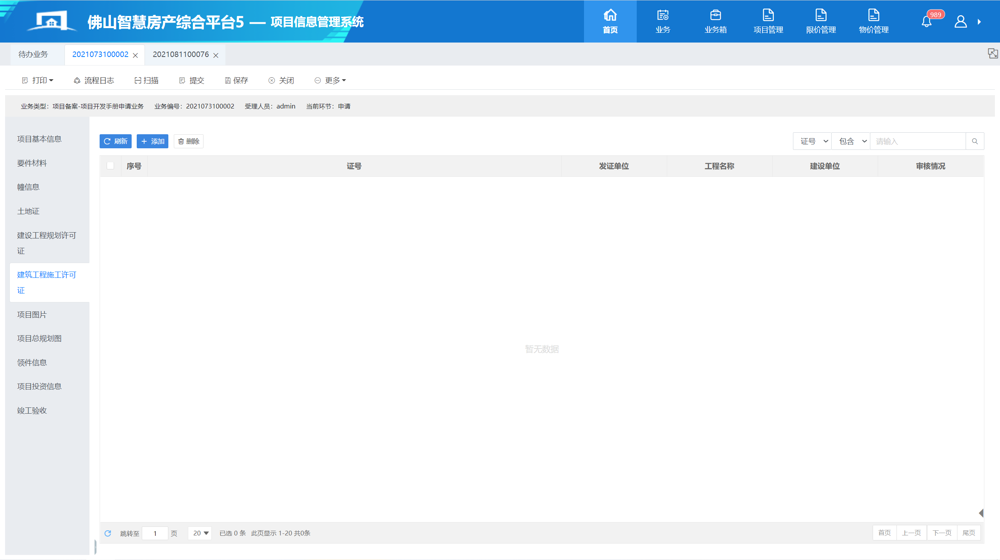 佛山智慧房产综合平台5 — 项目信息管理系统
首页 业务 业务箱 项目管理 限价管理 物价管理 989
待办业务 2021073100002 2021081100076
打印 流程日志 扫描 提交 保存 关闭 更多
业务类型：项目备案-项目开发手册申请业务 业务编号：2021073100002 受理人员：admin 当前环节：申请
项目基本信息
要件材料
幢信息
土地证
建设工程规划许可
证
建筑工程施工许可
证
项目图片
项目总规划图
领件信息
项目投资信息
竣工验收
刷新 添加 删除 证号 包含 请输入
序号 证号 发证单位 工程名称 建设单位 审核情况
暂无数据
跳转至 1 页 20 已选 0 条 此页显示 1-20 共0条 首页 上一页 下一页 尾页